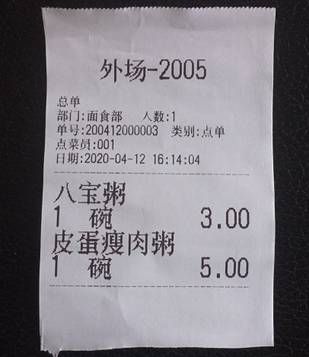 外场-2005
总单
部门:面食部 人数:1
单号:200412000003 类别:点单
点菜员:001
日期:2020-04-12 16:14:04
八宝粥
1 碗 3.00
皮蛋瘦肉粥
1 碗 5.00